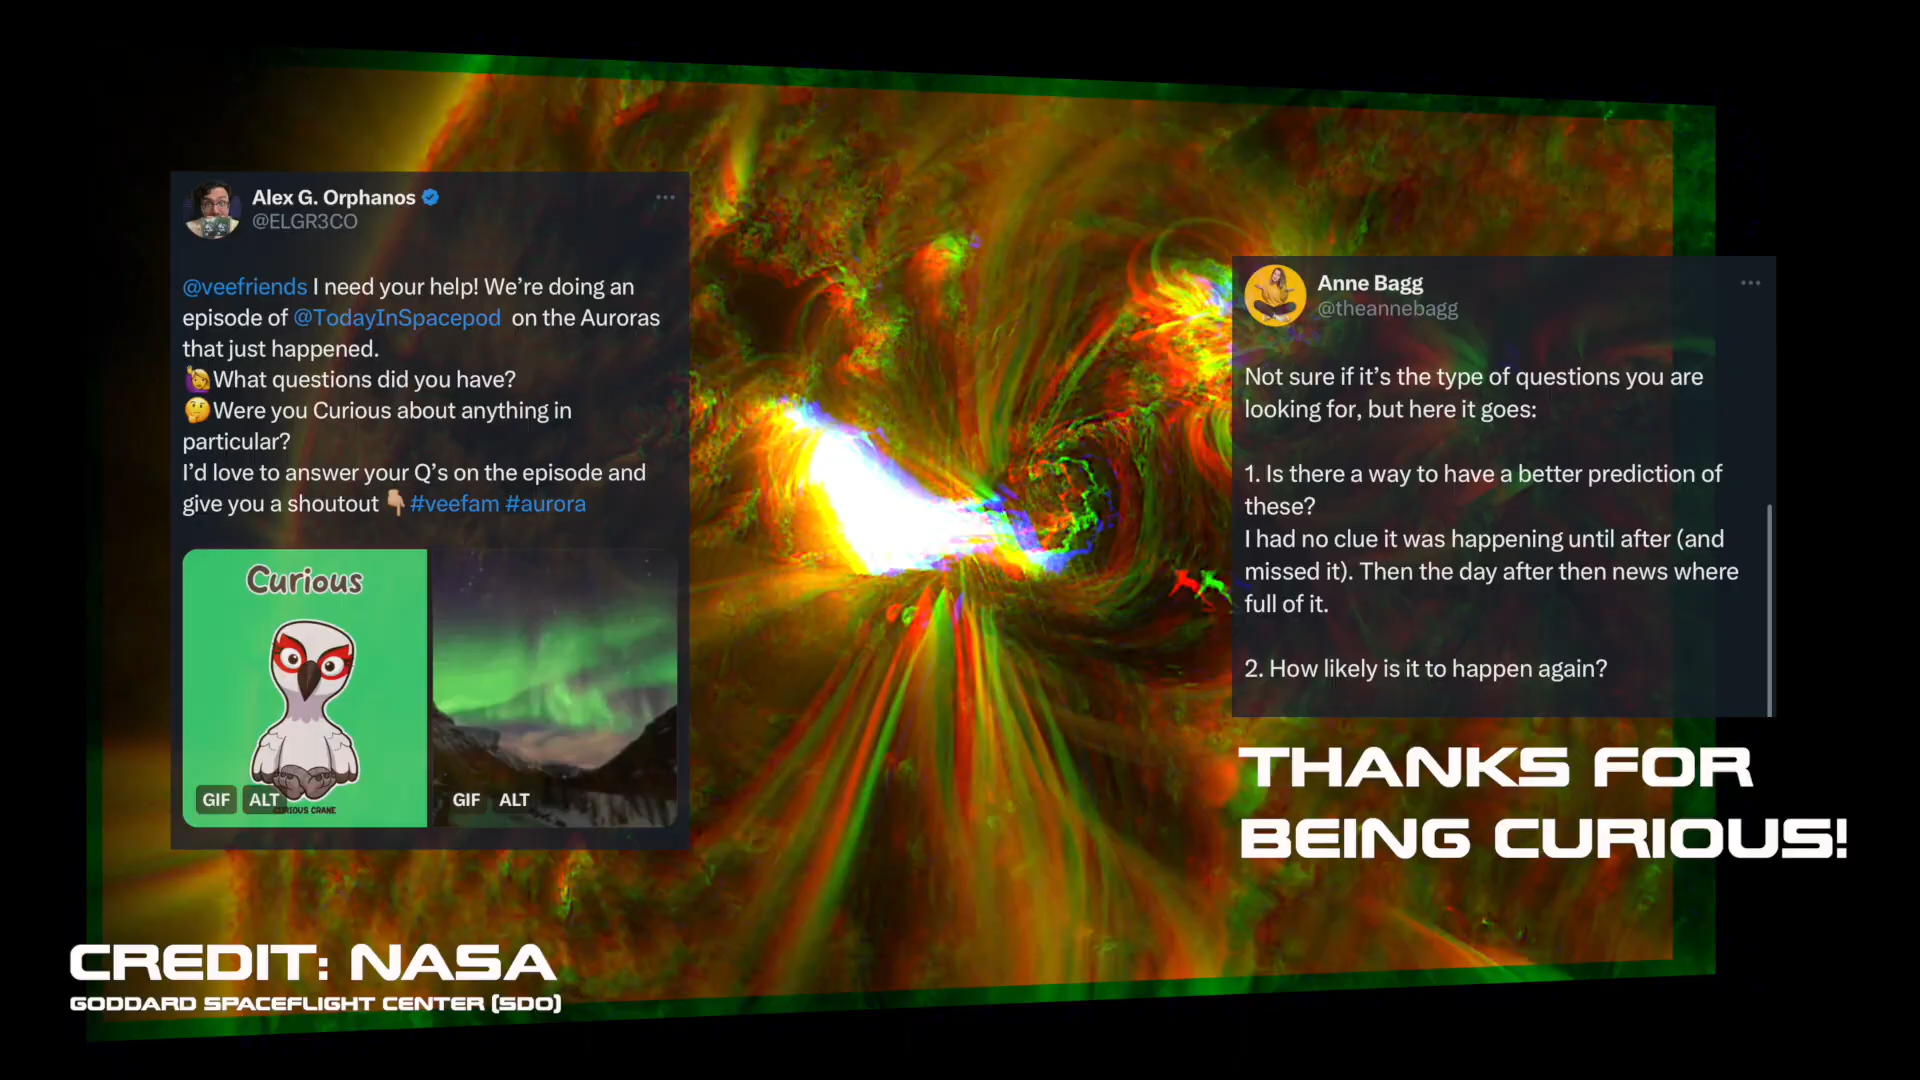 Alex G. Orphanos
@ELGR3CO
@veefriends I need your help! We’re doing an
episode of @TodayInSpacepod on the Auroras
that just happened.
🙋‍♀️What questions did you have?
🤔Were you Curious about anything in
particular?
I’d love to answer your Q’s on the episode and
give you a shoutout 👇🏼#veefam #aurora
Curious
GIF ALT
CURIOUS CRANE
GIF ALT
Anne Bagg
@theannebagg
Not sure if it’s the type of questions you are
looking for, but here it goes:
1. Is there a way to have a better prediction of
these?
I had no clue it was happening until after (and
missed it). Then the day after then news where
full of it.
2. How likely is it to happen again?
THANKS FOR
BEING CURIOUS!
CREDIT: NASA
GODDARD SPACEFLIGHT CENTER (SDO)